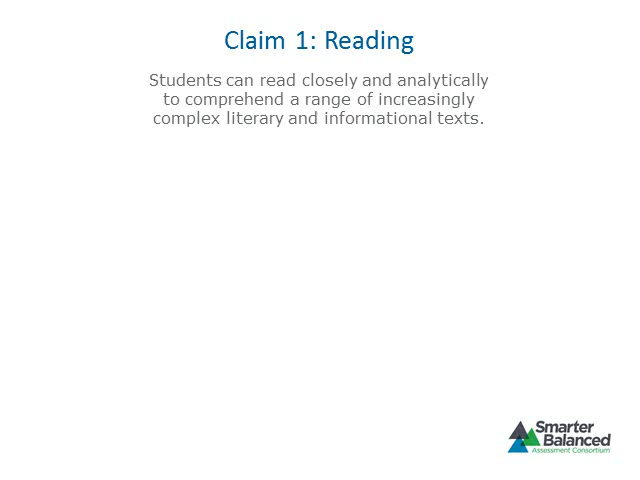 Claim 1: Reading
Students can read closely and analytically
to comprehend a range of increasingly
complex literary and informational texts.
Smarter
Balanced
Assessment Consortium